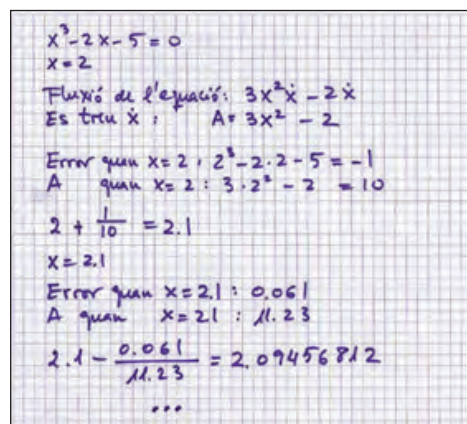 x³-2x-5=0
x=2
Fluxió de l'equació: 3x²ẋ - 2ẋ
Es treu ẋ: A= 3x² - 2
Error quan x=2: 2³-2·2-5=-1
A quan x=2: 3·2²-2 =10
2 + 1/10 = 2.1
x=2.1
Error quan x=2.1: 0.061
A quan x=2.1: 11.23
2.1 - 0.061/11.23 = 2.09456812
...